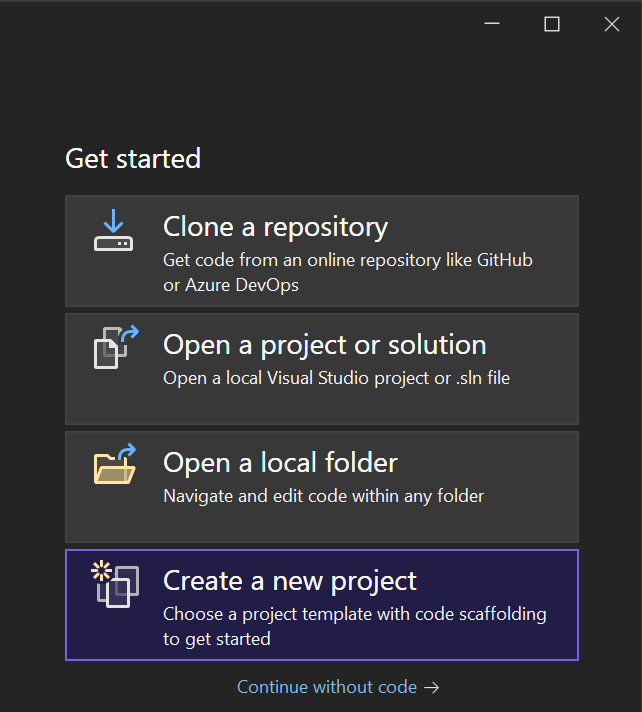 Get started
Clone a repository
Get code from an online repository like GitHub
or Azure DevOps
Open a project or solution
Open a local Visual Studio project or .sln file
Open a local folder
Navigate and edit code within any folder
Create a new project
Choose a project template with code scaffolding
to get started
Continue without code →